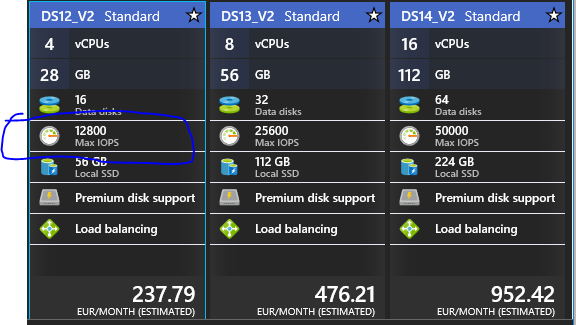 DS12_V2 Standard
4 vCPUs
28 GB
16
Data disks
12800
Max IOPS
56 GB
Local SSD
Premium disk support
Load balancing
237.79
EUR/MONTH (ESTIMATED)
DS13_V2 Standard
8 vCPUs
56 GB
32
Data disks
25600
Max IOPS
112 GB
Local SSD
Premium disk support
Load balancing
476.21
EUR/MONTH (ESTIMATED)
DS14_V2 Standard
16 vCPUs
112 GB
64
Data disks
50000
Max IOPS
224 GB
Local SSD
Premium disk support
Load balancing
952.42
EUR/MONTH (ESTIMATED)